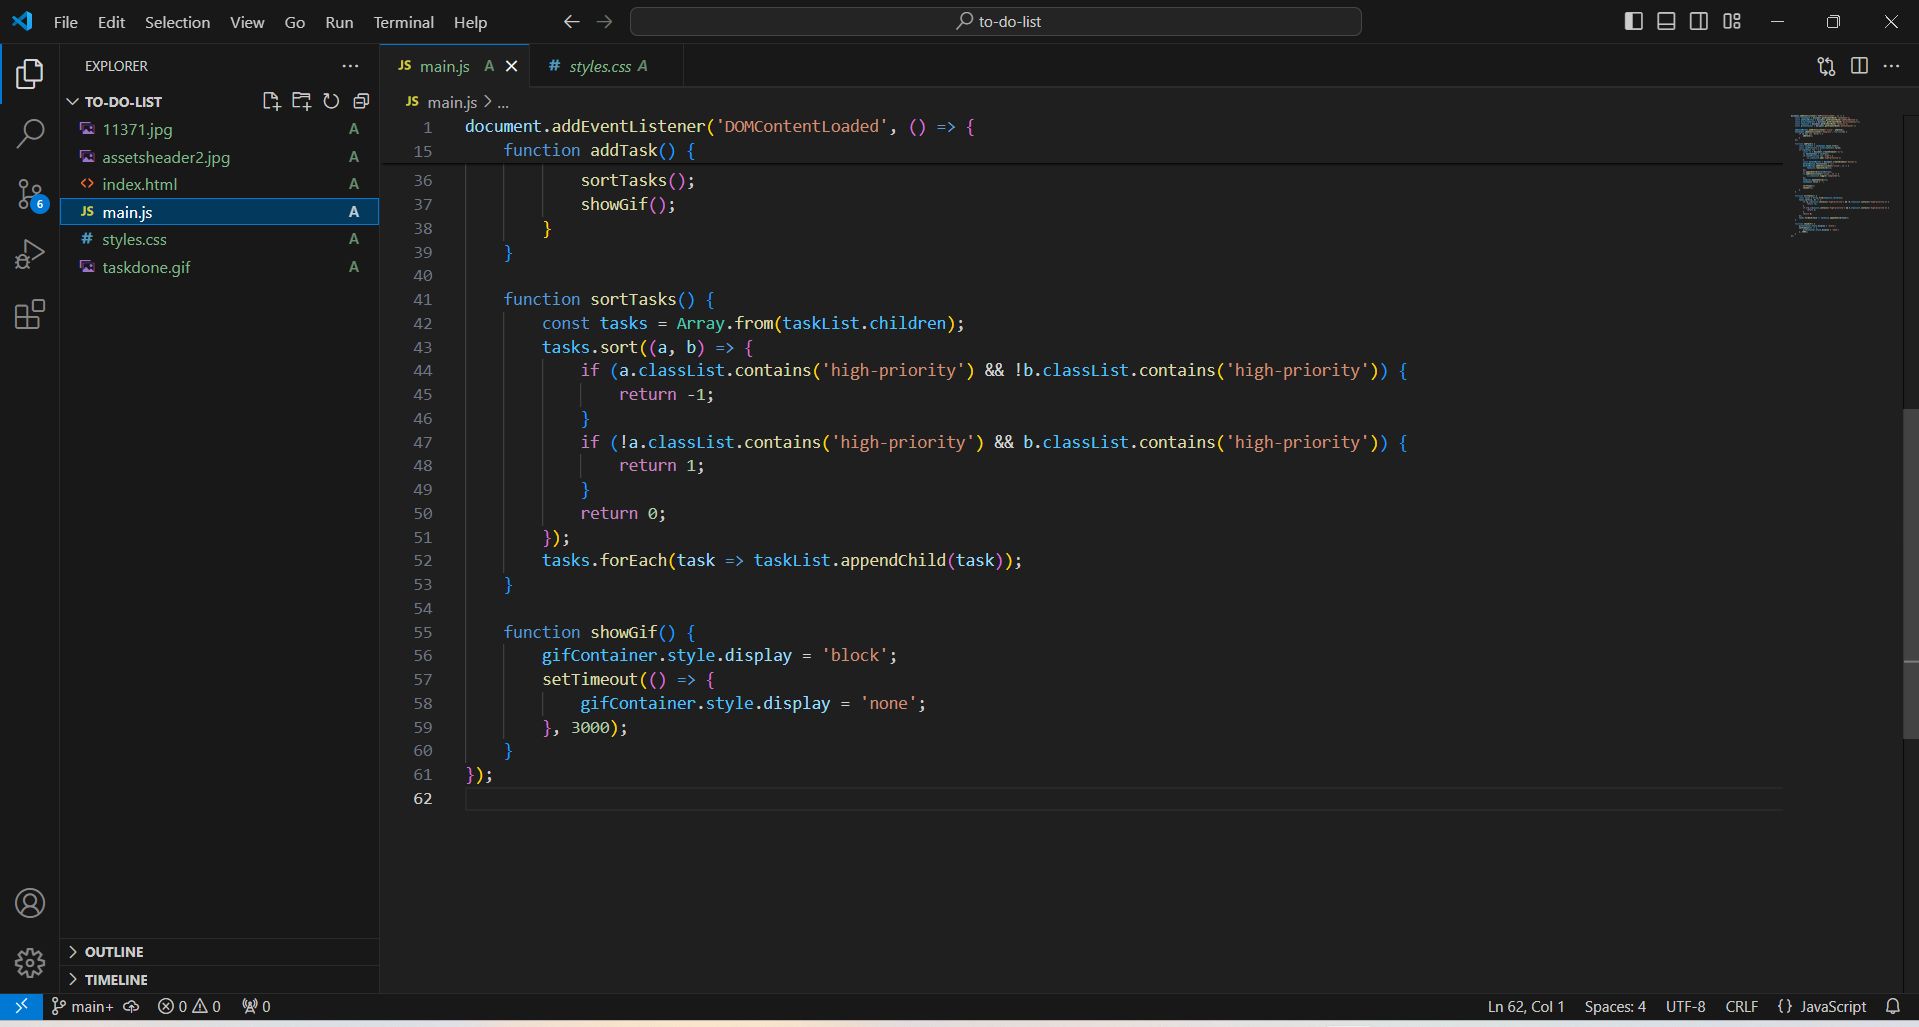 File Edit Selection View Go Run Terminal Help to-do-list
EXPLORER
TO-DO-LIST
11371.jpg A
assetsheader2.jpg A
index.html A
JS main.js A
# styles.css A
taskdone.gif A
6
OUTLINE
TIMELINE
JS main.js A
# styles.css A
JS main.js > ...
1 document.addEventListener('DOMContentLoaded', () => {
15 function addTask() {
36 sortTasks();
37 showGif();
38 }
39 }
40
41 function sortTasks() {
42 const tasks = Array.from(taskList.children);
43 tasks.sort((a, b) => {
44 if (a.classList.contains('high-priority') && !b.classList.contains('high-priority')) {
45 return -1;
46 }
47 if (!a.classList.contains('high-priority') && b.classList.contains('high-priority')) {
48 return 1;
49 }
50 return 0;
51 });
52 tasks.forEach(task => taskList.appendChild(task));
53 }
54
55 function showGif() {
56 gifContainer.style.display = 'block';
57 setTimeout(() => {
58 gifContainer.style.display = 'none';
59 }, 3000);
60 }
61 });
62
main+ 0 0 0 Ln 62, Col 1 Spaces: 4 UTF-8 CRLF {} JavaScript